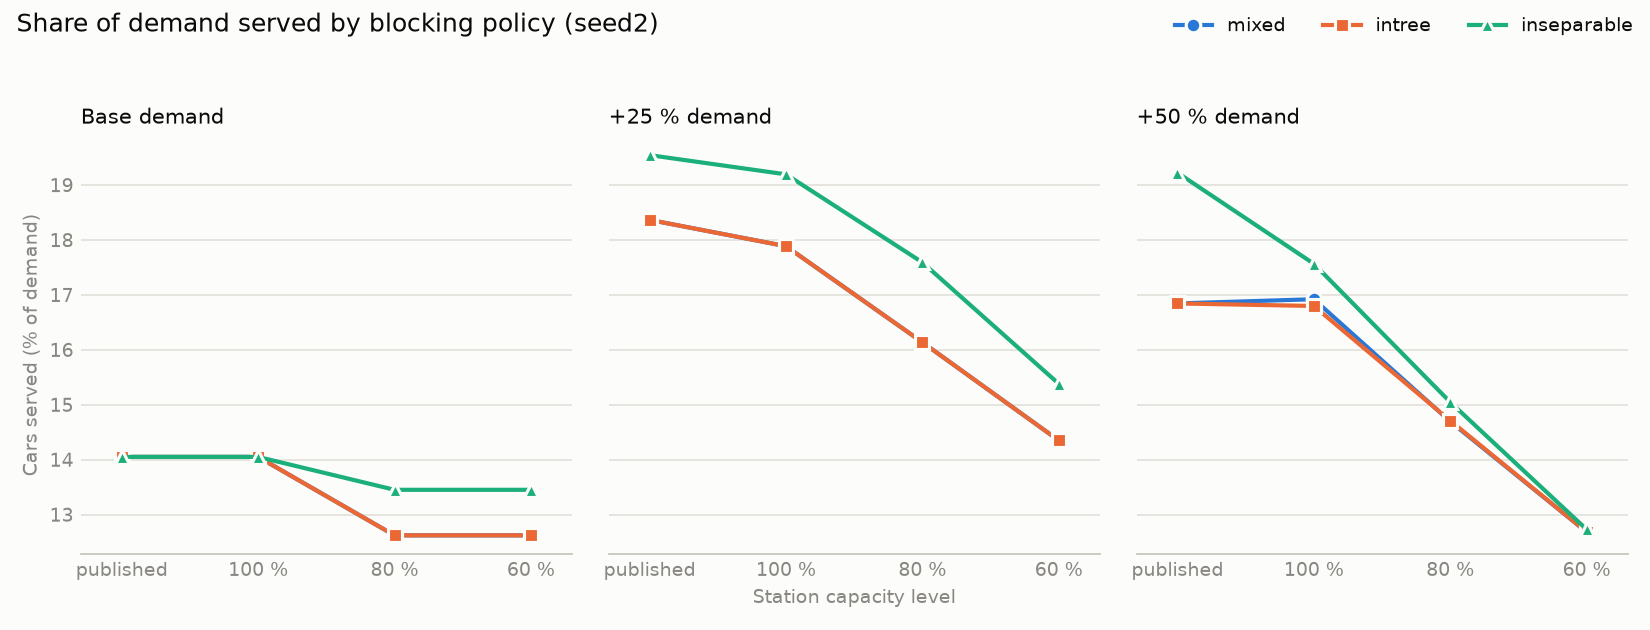 Share of demand served by blocking policy (seed2)
mixed intree inseparable
Base demand
+25 % demand
+50 % demand
Cars served (% of demand)
19
18
17
16
15
14
13
published 100 % 80 % 60 %
published 100 % 80 % 60 %
published 100 % 80 % 60 %
Station capacity level